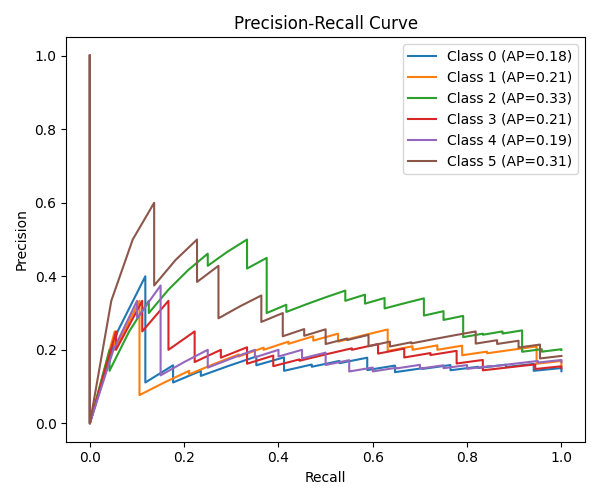 Precision-Recall Curve
Class 0 (AP=0.18)
Class 1 (AP=0.21)
Class 2 (AP=0.33)
Class 3 (AP=0.21)
Class 4 (AP=0.19)
Class 5 (AP=0.31)
Precision
1.0
0.8
0.6
0.4
0.2
0.0
0.0 0.2 0.4 0.6 0.8 1.0
Recall